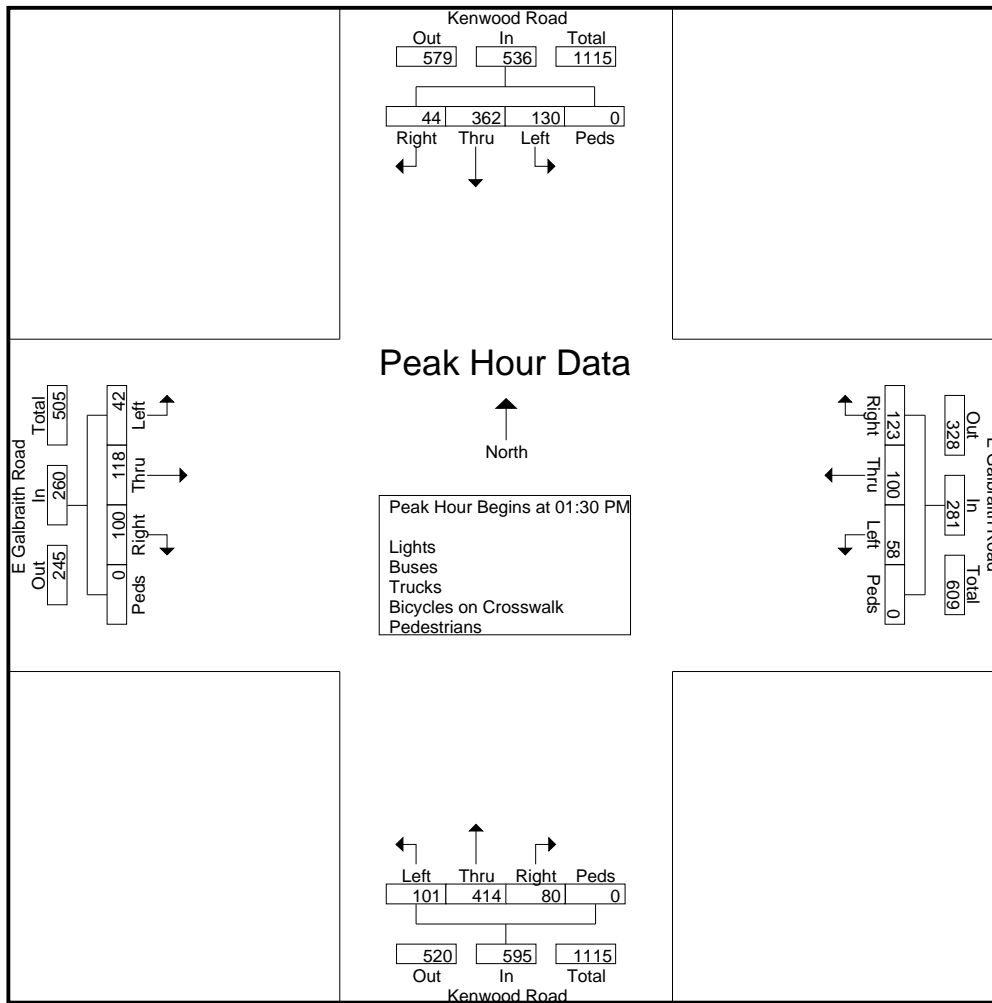 Kenwood Road
Out In Total
579 536 1115
44 362 130 0
Right Thru Left Peds
Peak Hour Data
North
Peak Hour Begins at 01:30 PM
Lights
Buses
Trucks
Bicycles on Crosswalk
Pedestrians
E Galbraith Road
Out In Total
245 260 505
Left Thru Right Peds
42 118 100 0
E Galbraith Road
Out In Total
328 281 609
Right Thru Left Peds
123 100 58 0
Left Thru Right Peds
101 414 80 0
520 595 1115
Out In Total
Kenwood Road